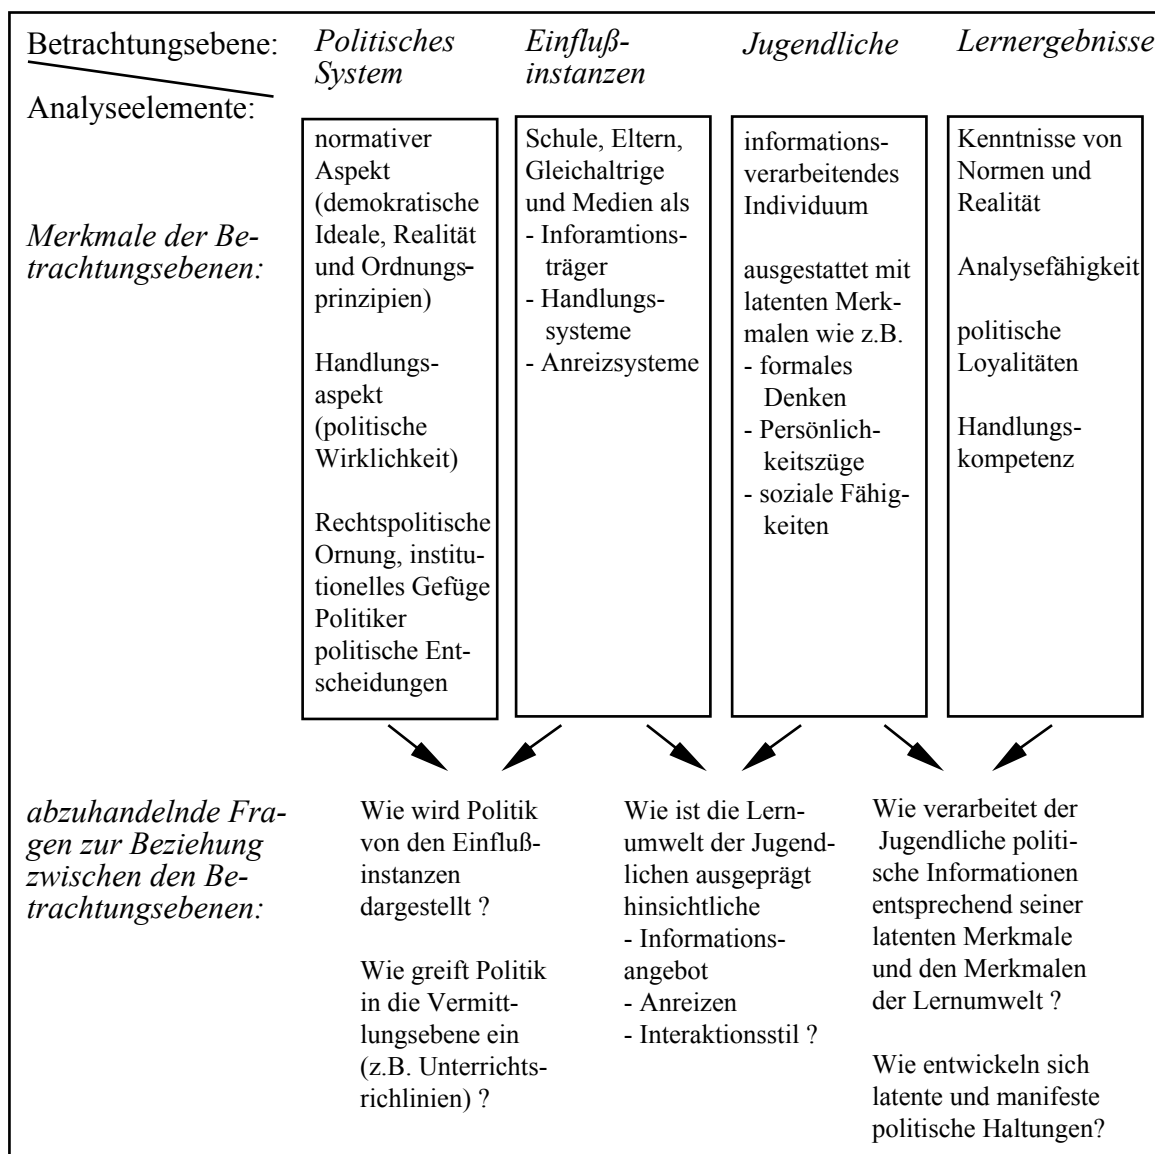 Betrachtungsebene:
Politisches
System
Einfluß-
instanzen
Jugendliche
Lernergebnisse
Analyseelemente:
Merkmale der Be-
trachtungsebenen:
normativer
Aspekt
(demokratische
Ideale, Realität
und Ordnungs-
prinzipien)
Handlungs-
aspekt
(politische
Wirklichkeit)
Rechtspolitische
Ornung, institu-
tionelles Gefüge
Politiker
politische Ent-
scheidungen
Schule, Eltern,
Gleichaltrige
und Medien als
- Inforamtions-
träger
- Handlungs-
systeme
- Anreizsysteme
informations-
verarbeitendes
Individuum
ausgestattet mit
latenten Merk-
malen wie z.B.
- formales
Denken
- Persönlich-
keitszüge
- soziale Fähig-
keiten
Kenntnisse von
Normen und
Realität
Analysefähigkeit
politische
Loyalitäten
Handlungs-
kompetenz
abzuhandelnde Fra-
gen zur Beziehung
zwischen den Be-
trachtungsebenen:
Wie wird Politik
von den Einfluß-
instanzen
dargestellt ?
Wie greift Politik
in die Vermitt-
lungsebene ein
(z.B. Unterrichts-
richlinien) ?
Wie ist die Lern-
umwelt der Jugend-
lichen ausgeprägt
hinsichtliche
- Informations-
angebot
- Anreizen
- Interaktionsstil ?
Wie verarbeitet der
Jugendliche politi-
sche Informationen
entsprechend seiner
latenten Merkmale
und den Merkmalen
der Lernumwelt ?
Wie entwickeln sich
latente und manifeste
politische Haltungen?